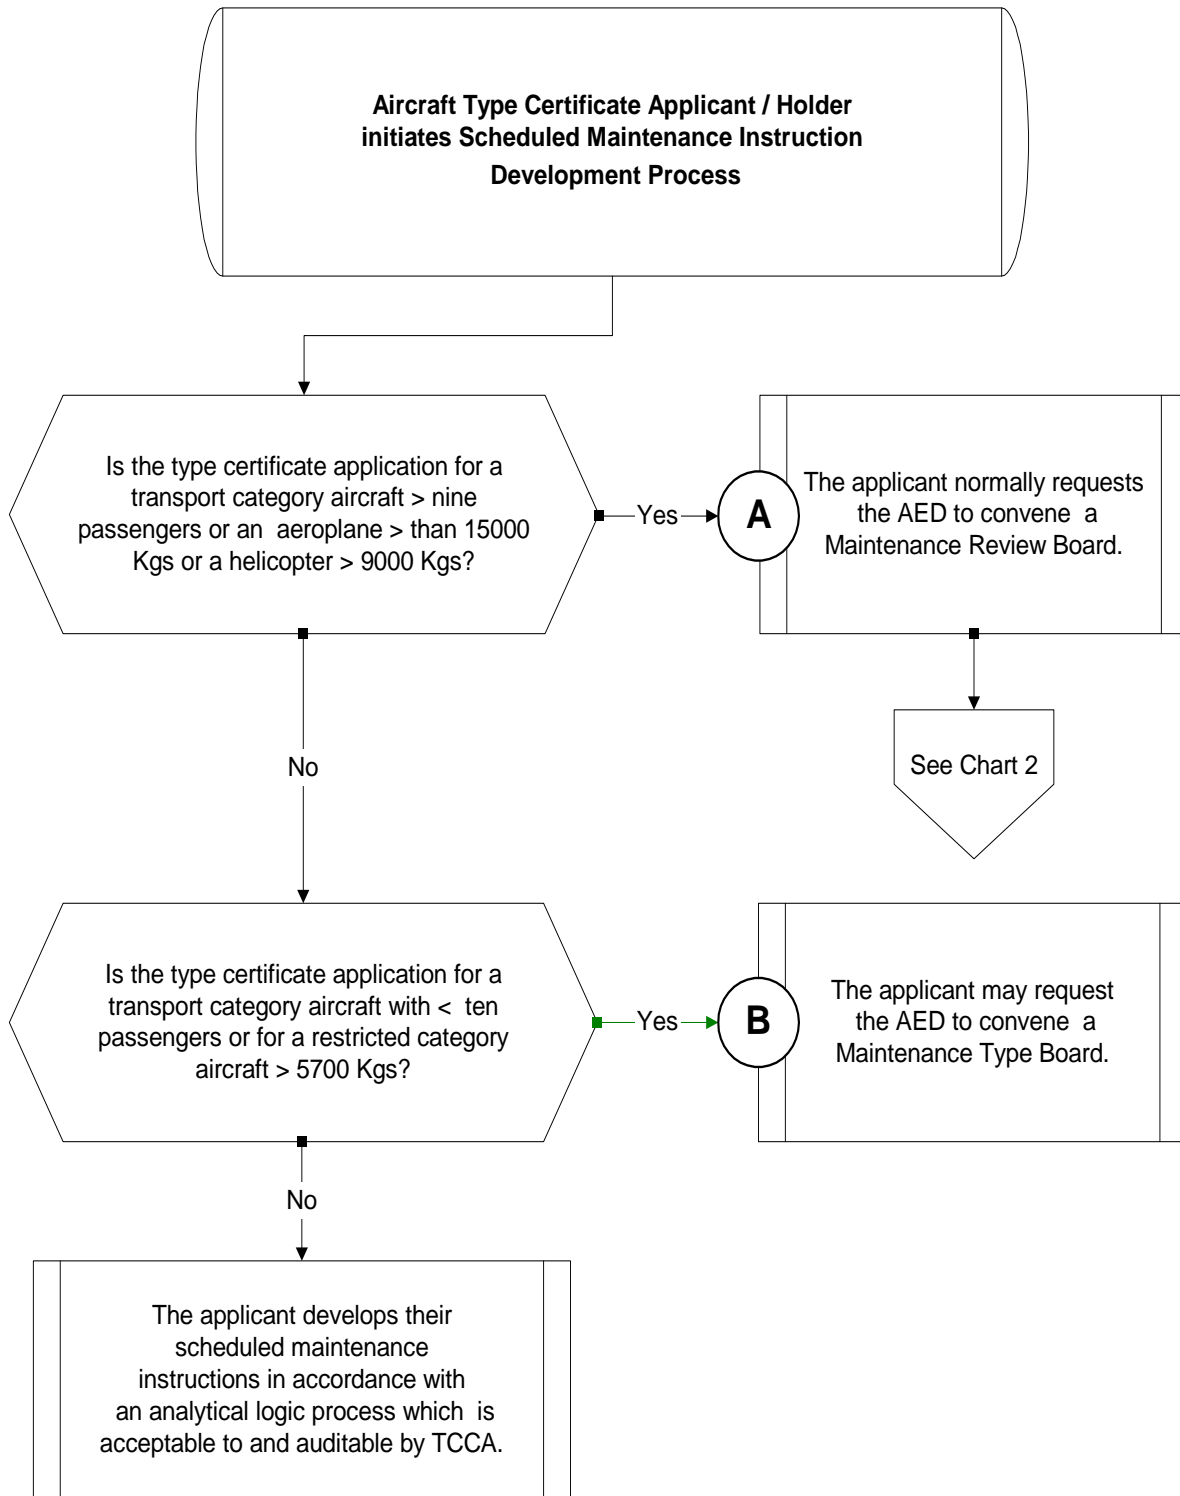 Aircraft Type Certificate Applicant / Holder
initiates Scheduled Maintenance Instruction
Development Process
Is the type certificate application for a
transport category aircraft > nine
passengers or an aeroplane > than 15000
Kgs or a helicopter > 9000 Kgs?
Yes
A
The applicant normally requests
the AED to convene a
Maintenance Review Board.
No
See Chart 2
Is the type certificate application for a
transport category aircraft with < ten
passengers or for a restricted category
aircraft > 5700 Kgs?
Yes
B
The applicant may request
the AED to convene a
Maintenance Type Board.
No
The applicant develops their
scheduled maintenance
instructions in accordance with
an analytical logic process which is
acceptable to and auditable by TCCA.